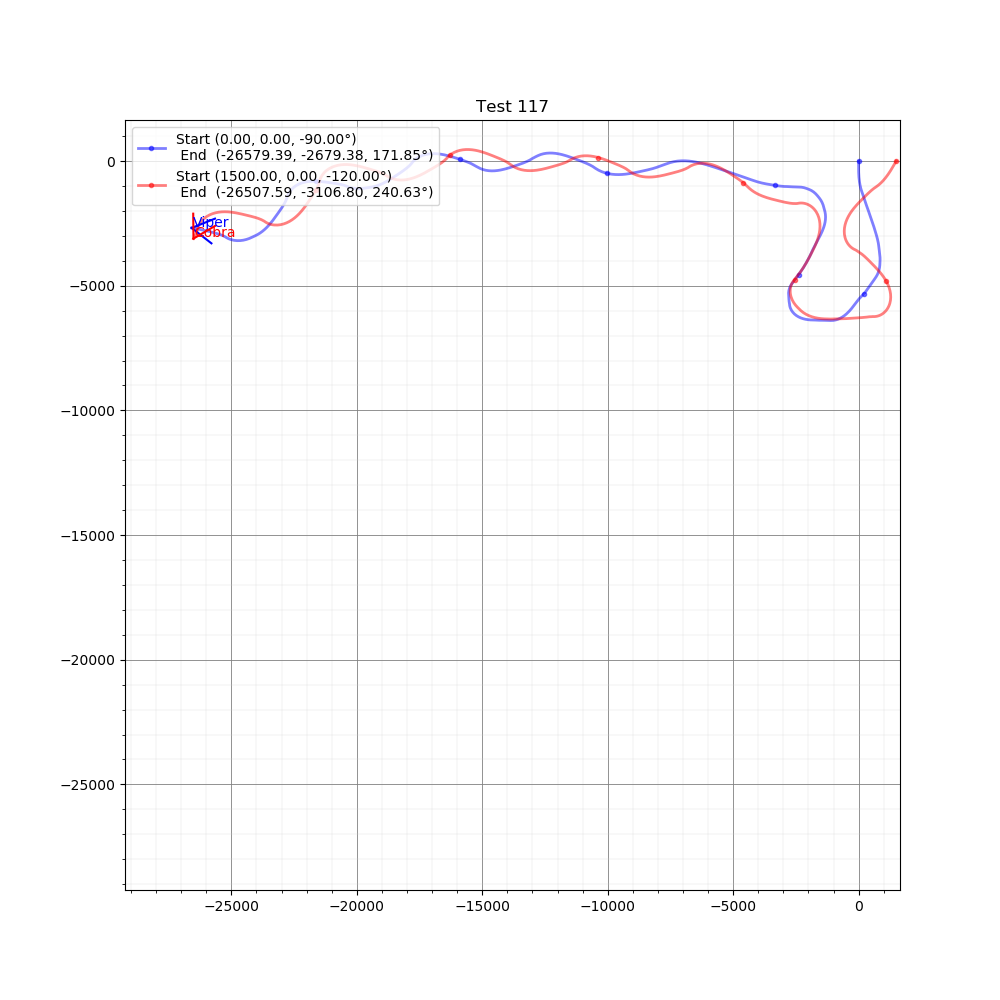 Test 117
Start (0.00, 0.00, -90.00°)
End  (-26579.39, -2679.38, 171.85°)
Start (1500.00, 0.00, -120.00°)
End  (-26507.59, -3106.80, 240.63°)
Viper
Cobra
0
−5000
−10000
−15000
−20000
−25000
−25000
−20000
−15000
−10000
−5000
0